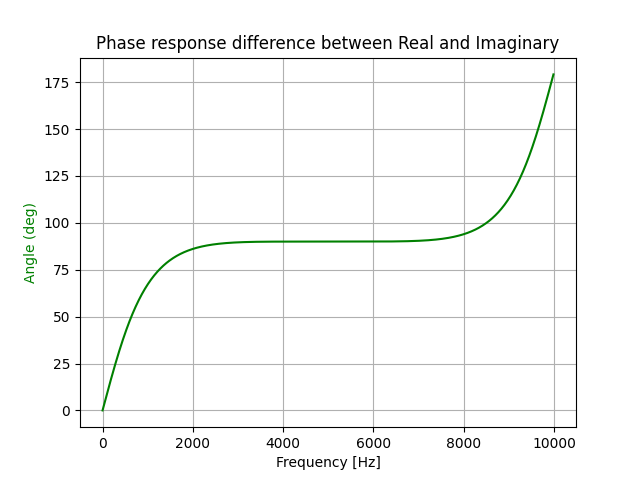 Phase response difference between Real and Imaginary
175
150
125
100
75
50
25
0
Angle (deg)
0 2000 4000 6000 8000 10000
Frequency [Hz]